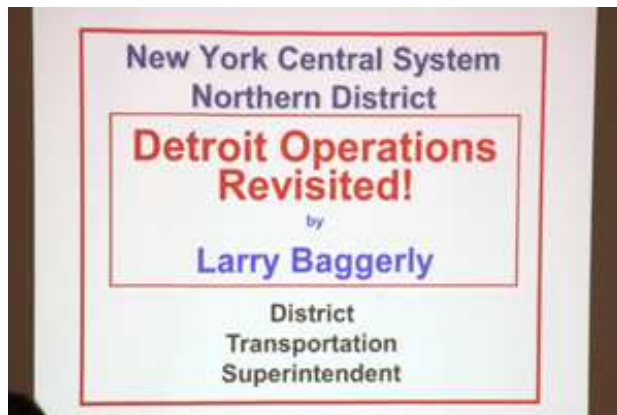 New York Central System
Northern District
Detroit Operations
Revisited!
by
Larry Baggerly
District
Transportation
Superintendent